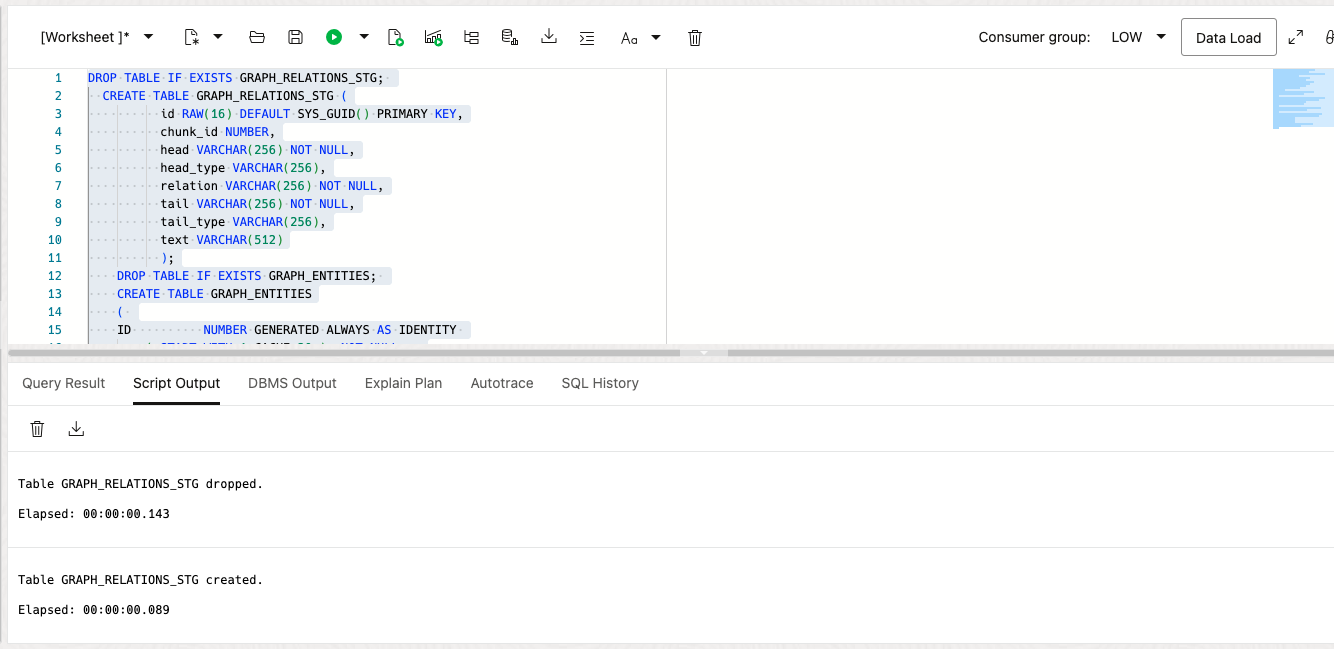 [Worksheet ]*
Aa
Consumer group: LOW
Data Load
1 DROP TABLE IF EXISTS GRAPH_RELATIONS_STG;
2 CREATE TABLE GRAPH_RELATIONS_STG (
3 id RAW(16) DEFAULT SYS_GUID() PRIMARY KEY,
4 chunk_id NUMBER,
5 head VARCHAR(256) NOT NULL,
6 head_type VARCHAR(256),
7 relation VARCHAR(256) NOT NULL,
8 tail VARCHAR(256) NOT NULL,
9 tail_type VARCHAR(256),
10 text VARCHAR(512)
11 );
12 DROP TABLE IF EXISTS GRAPH_ENTITIES;
13 CREATE TABLE GRAPH_ENTITIES
14 (
15 ID NUMBER GENERATED ALWAYS AS IDENTITY
Query Result Script Output DBMS Output Explain Plan Autotrace SQL History
Table GRAPH_RELATIONS_STG dropped.
Elapsed: 00:00:00.143
Table GRAPH_RELATIONS_STG created.
Elapsed: 00:00:00.089